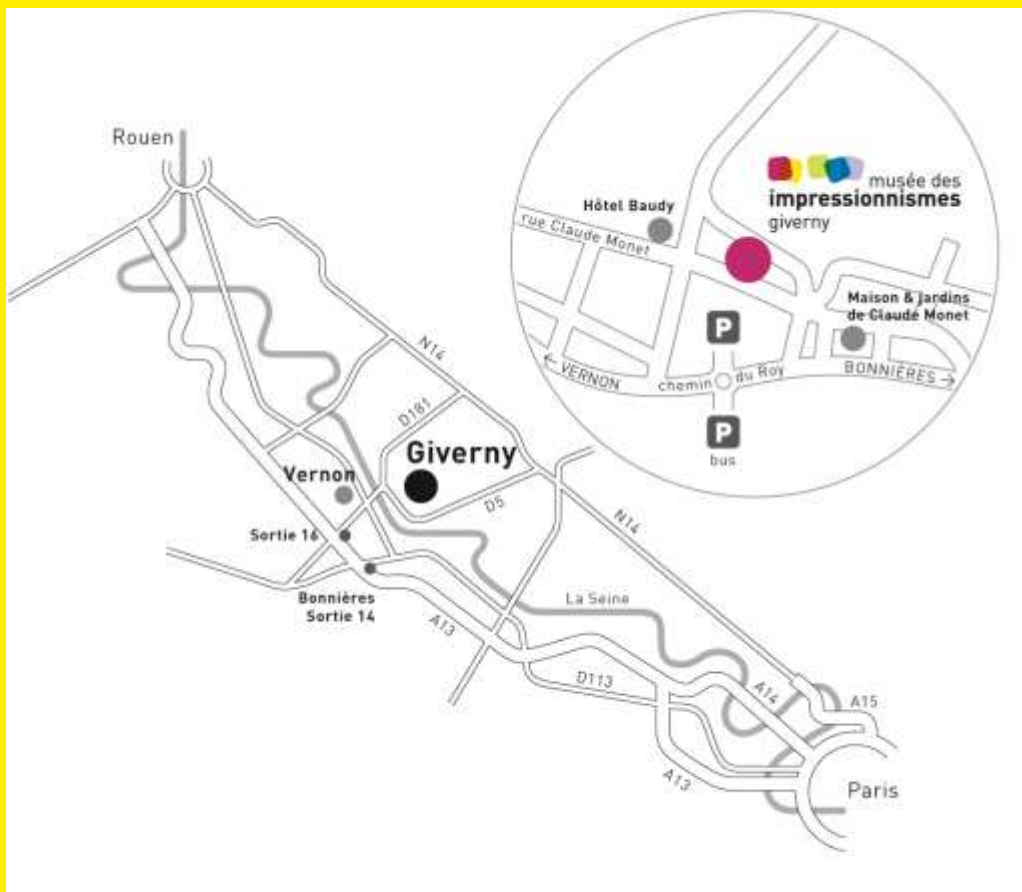 Rouen
N14
D181
Giverny
Vernon
D5
Sortie 16
Bonnières
Sortie 14
A13
La Seine
N14
D113
A14
A15
A13
Paris
musée des
impressionnismes
giverny
Hôtel Baudy
rue Claude Monet
Maison & Jardins
de Claude Monet
P
← VERNON
chemin du Roy
BONNIÈRES →
P
bus